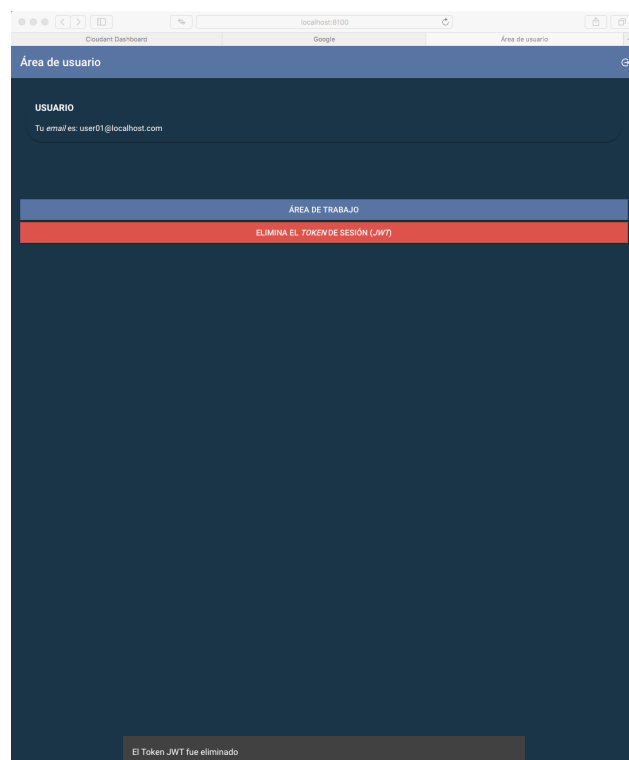 localhost:8100
Cloudant Dashboard
Google
Área de usuario
Área de usuario
USUARIO
Tu email es: user01@localhost.com
ÁREA DE TRABAJO
ELIMINA EL TOKEN DE SESIÓN (JWT)
El Token JWT fue eliminado